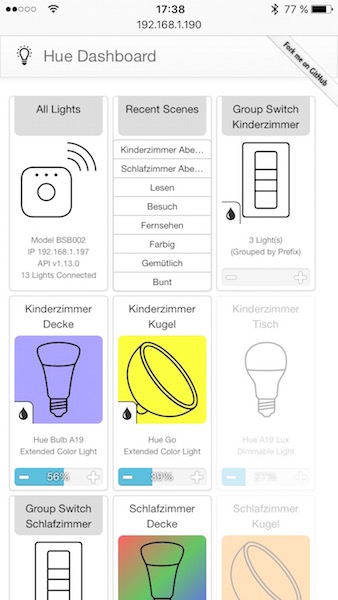 17:38
77 %
192.168.1.190
Hue Dashboard
Fork me on GitHub
All Lights
Model BSB002
IP 192.168.1.197
API v1.13.0
13 Lights Connected
Recent Scenes
Kinderzimmer Abe...
Schlafzimmer Abe...
Lesen
Besuch
Fernsehen
Farbig
Gemütlich
Bunt
Group Switch
Kinderzimmer
3 Light(s)
(Grouped by Prefix)
Kinderzimmer
Decke
Hue Bulb A19
Extended Color Light
56%
Kinderzimmer
Kugel
Hue Go
Extended Color Light
39%
Kinderzimmer
Tisch
Hue A19 Lux
Dimmable Light
37%
Group Switch
Schlafzimmer
Schlafzimmer
Decke
Schlafzimmer
Kugel